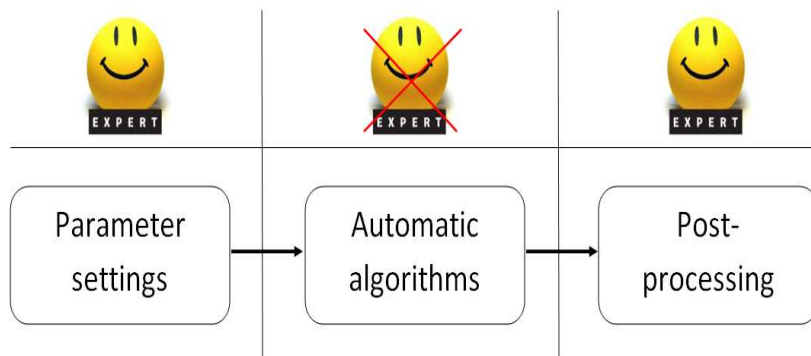 EXPERT
EXPERT
EXPERT
Parameter
settings
Automatic
algorithms
Post-
processing